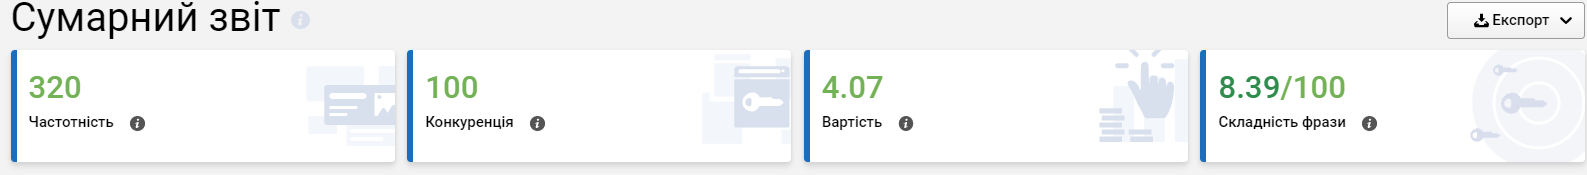 Сумарний звіт
Експорт
320
Частотність
100
Конкуренція
4.07
Вартість
8.39/100
Складність фрази